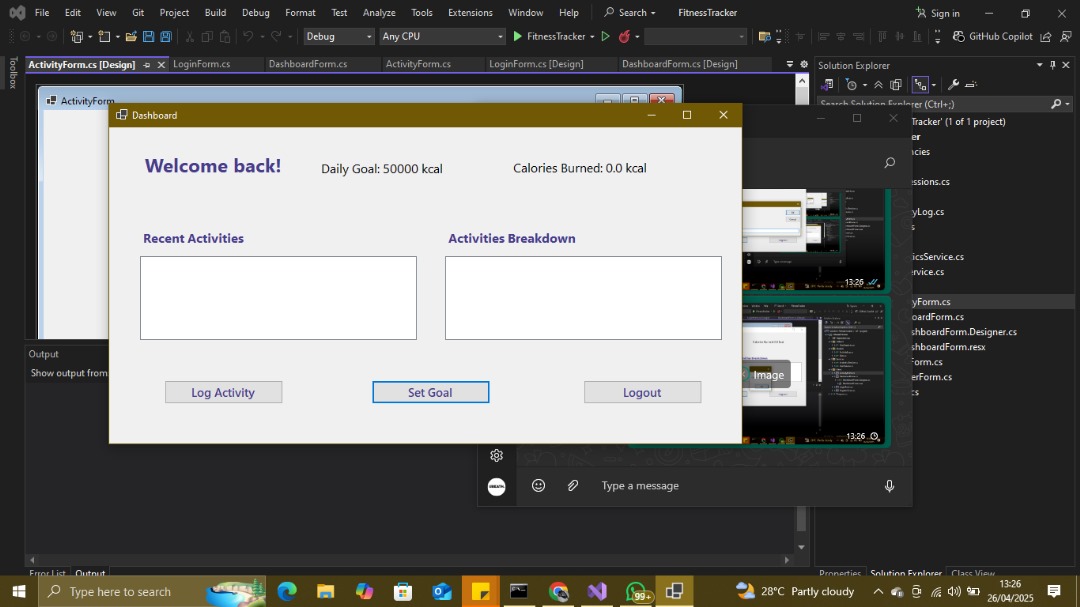 File Edit View Git Project Build Debug Format Test Analyze Tools Extensions Window Help Search FitnessTracker Sign in
Debug Any CPU FitnessTracker GitHub Copilot
Toolbox
ActivityForm.cs [Design] LoginForm.cs DashboardForm.cs ActivityForm.cs LoginForm.cs [Design] DashboardForm.cs [Design]
Solution Explorer
Search Solution Explorer (Ctrl+;)
ActivityForm
Dashboard
Welcome back!
Daily Goal: 50000 kcal
Calories Burned: 0.0 kcal
Recent Activities
Activities Breakdown
Log Activity
Set Goal
Logout
Tracker' (1 of 1 project)
er
cies
essions.cs
yLog.cs
s
icsService.cs
rvice.cs
yForm.cs
oardForm.cs
shboardForm.Designer.cs
shboardForm.resx
Form.cs
erForm.cs
cs
13:26
Image
13:26
Type a message
Output
Show output from:
Error List Output
Properties Solution Explorer Class View
Type here to search
99+
28°C Partly cloudy
13:26
26/04/2025